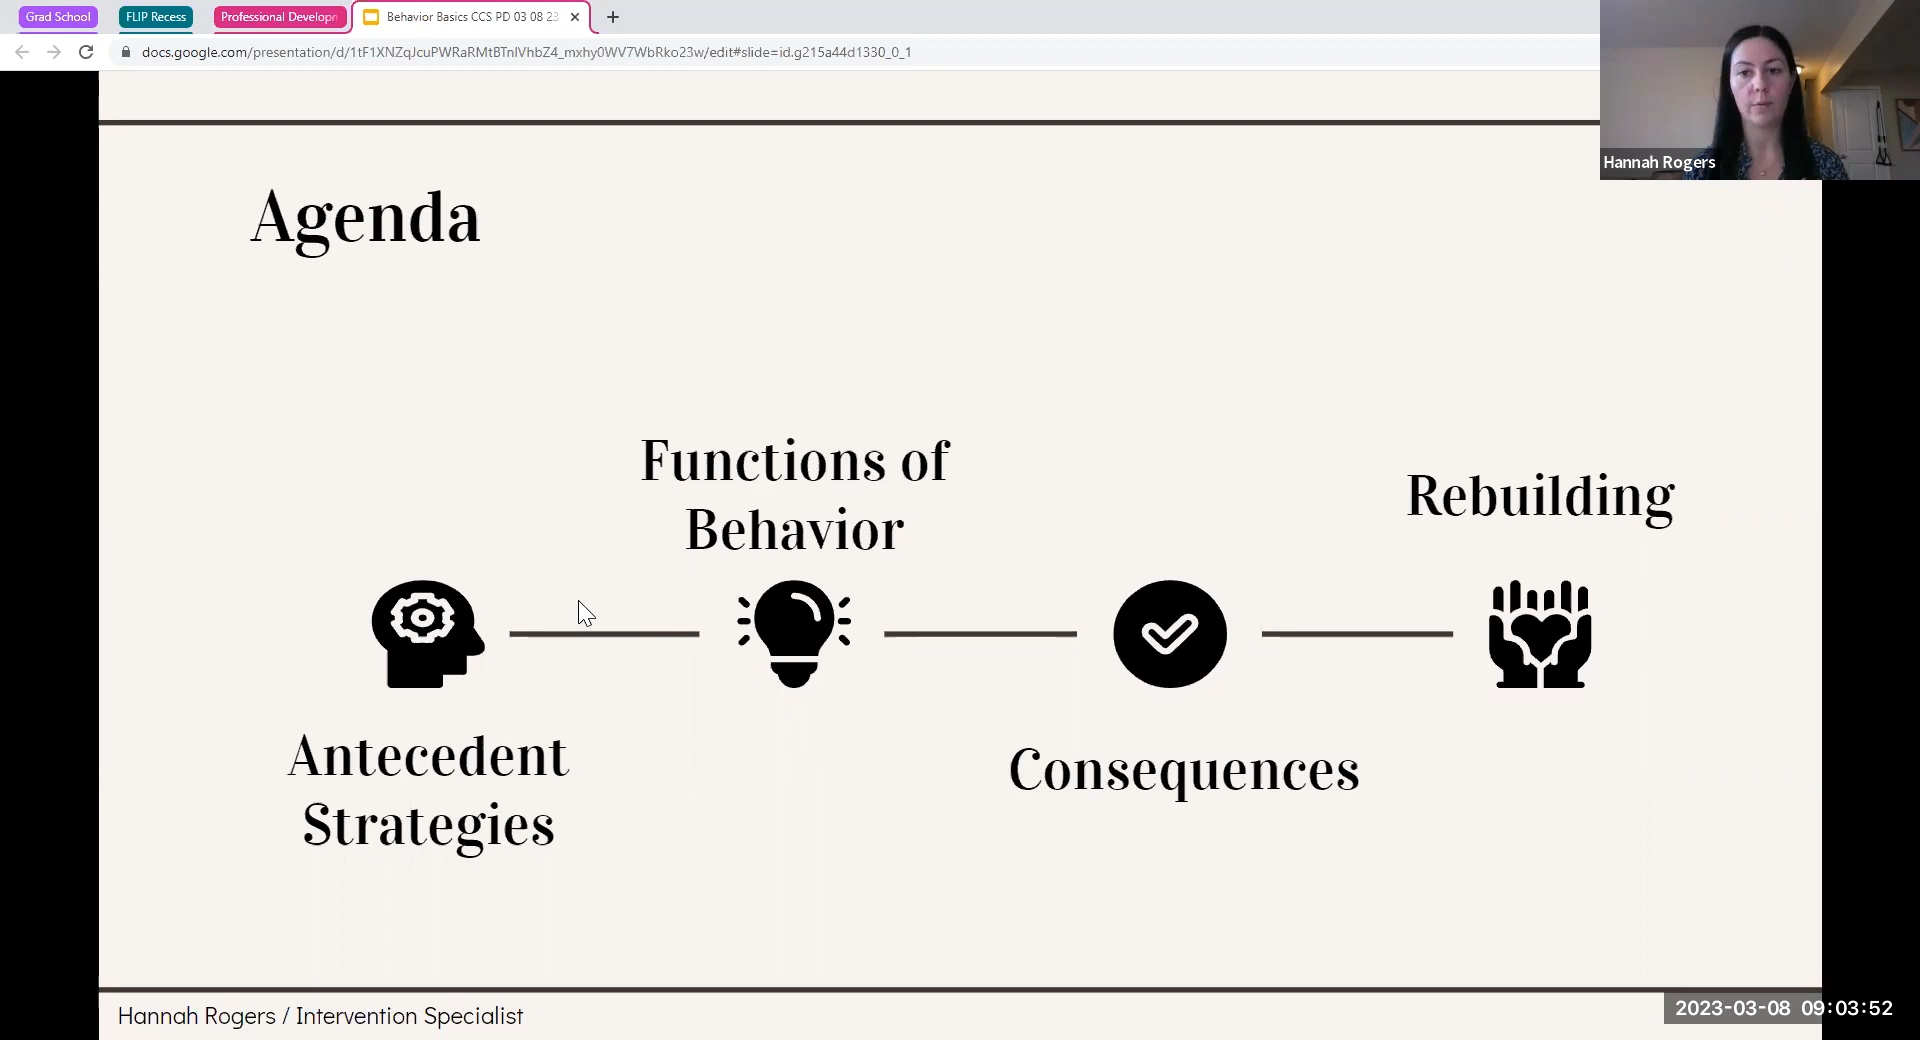 Grad School
FLIP Recess
Professional Developn
Behavior Basics CCS PD 03 08 23
docs.google.com/presentation/d/1tF1XNZqJcuPWRaRMtBTnlVhbZ4_mxhy0WV7WbRko23w/edit#slide=id.g215a44d1330_0_1
Hannah Rogers
Agenda
Functions of
Behavior
Rebuilding
Antecedent
Strategies
Consequences
Hannah Rogers / Intervention Specialist
2023-03-08 09:03:52